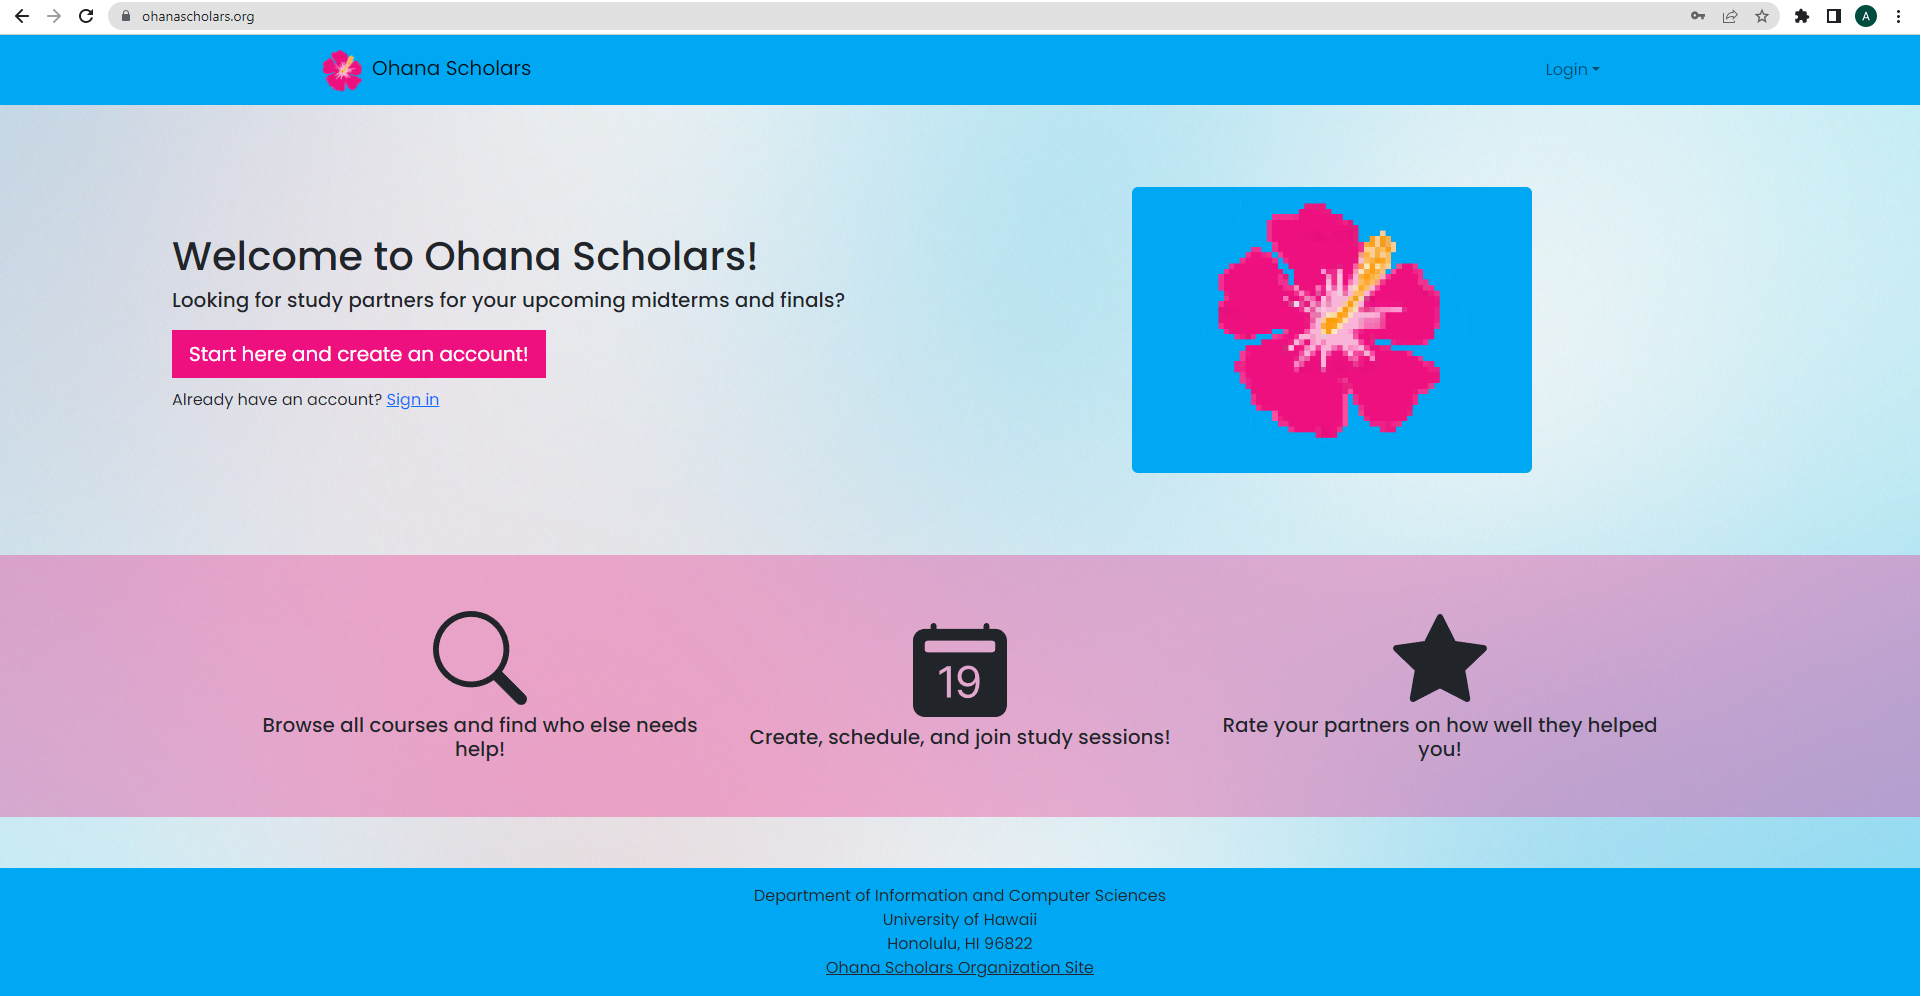 ohanascholars.org
A
Ohana Scholars
Login
Welcome to Ohana Scholars!
Looking for study partners for your upcoming midterms and finals?
Start here and create an account!
Already have an account? Sign in
Browse all courses and find who else needs
help!
19
Create, schedule, and join study sessions!
Rate your partners on how well they helped
you!
Department of Information and Computer Sciences
University of Hawaii
Honolulu, HI 96822
Ohana Scholars Organization Site